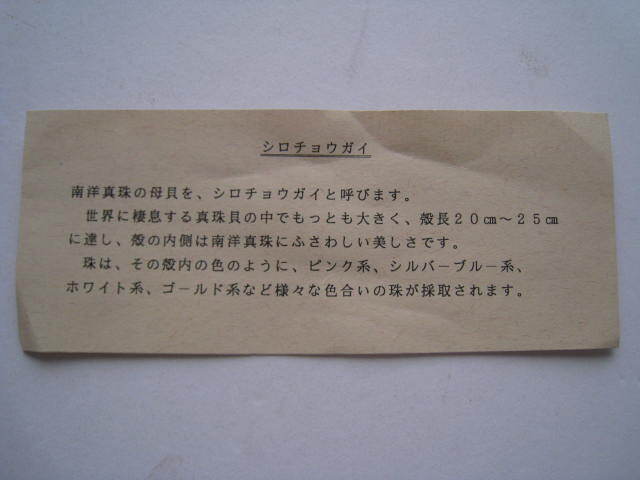 シロチョウガイ
南洋真珠の母貝を、シロチョウガイと呼びます。
世界に棲息する真珠貝の中でもっとも大きく、殻長２０㎝〜２５㎝
に達し、殻の内側は南洋真珠にふさわしい美しさです。
珠は、その殻内の色のように、ピンク系、シルバーブルー系、
ホワイト系、ゴールド系など様々な色合いの珠が採取されます。